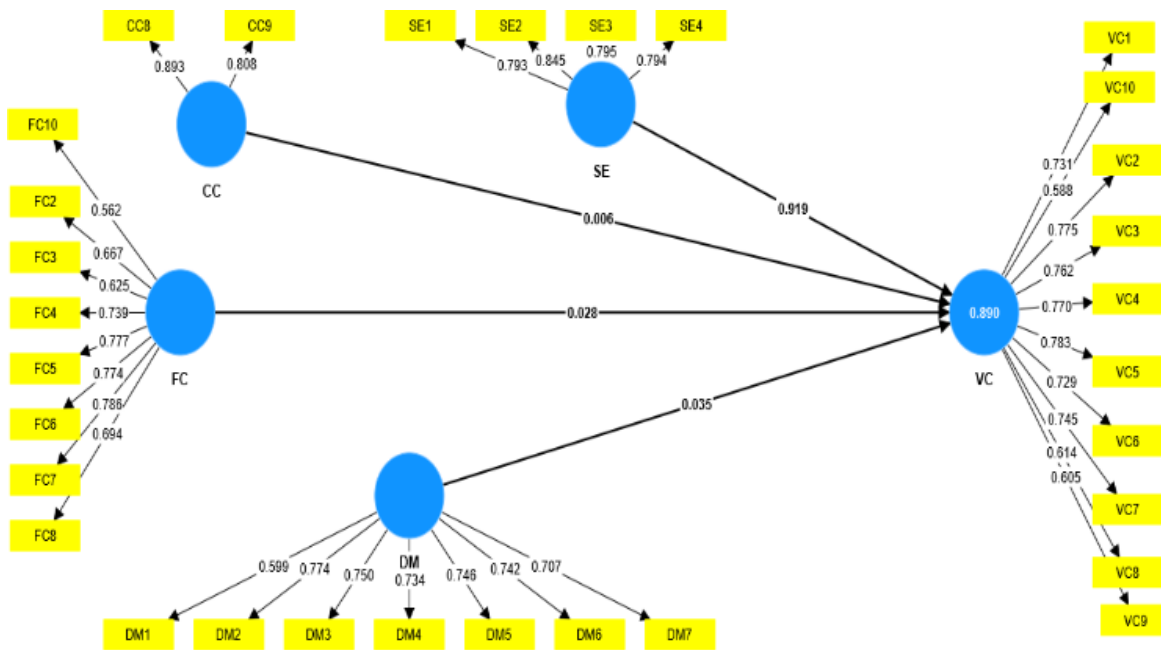 CC8
CC9
SE1
SE2
SE3
SE4
VC1
VC10
0.893
0.808
0.793
0.845
0.795
0.794
FC10
CC
SE
0.731
0.588
VC2
FC2
0.562
0.667
0.006
0.919
0.775
VC3
FC3
0.625
0.762
FC4
0.739
0.028
0.890
0.770
VC4
FC5
0.777
FC
VC
0.783
VC5
0.774
0.729
FC6
0.786
0.035
0.745
VC6
0.694
0.614
0.605
FC7
VC7
FC8
DM
VC8
0.599
0.774
0.750
0.734
0.746
0.742
0.707
VC9
DM1
DM2
DM3
DM4
DM5
DM6
DM7